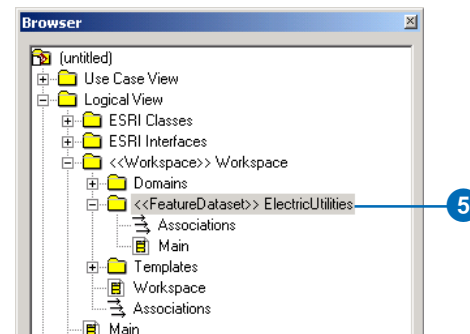 Browser
(untitled)
Use Case View
Logical View
ESRI Classes
ESRI Interfaces
<<Workspace>> Workspace
Domains
<<FeatureDataset>> ElectricUtilities
5
Associations
Main
Templates
Workspace
Associations
Main